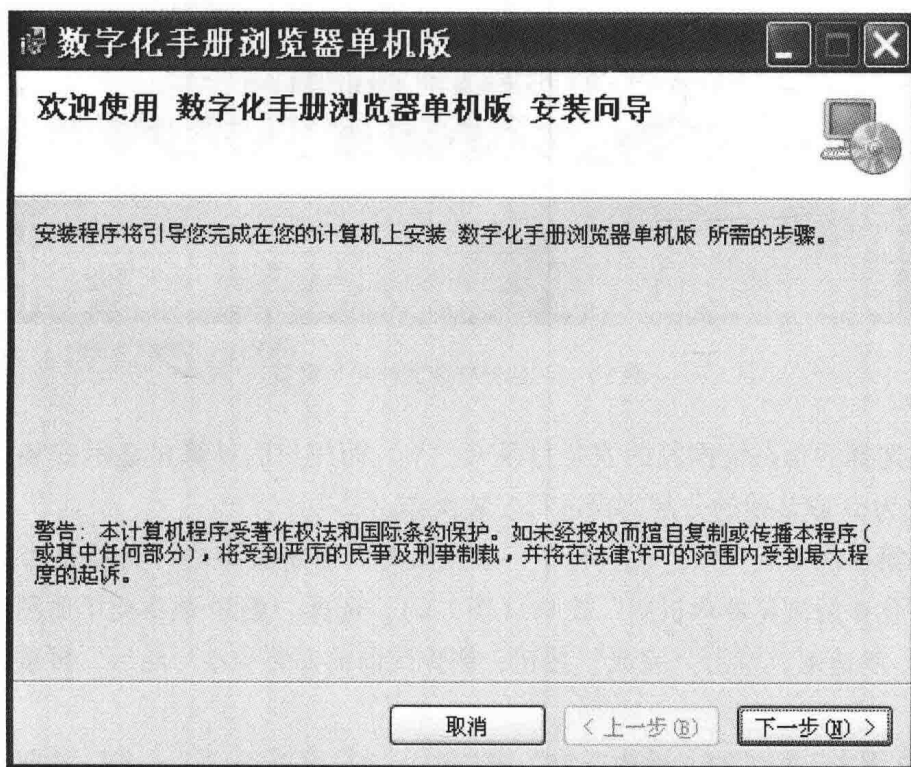 数字化手册浏览器单机版
欢迎使用 数字化手册浏览器单机版 安装向导
安装程序将引导您完成在您的计算机上安装 数字化手册浏览器单机版 所需的步骤。
警告：本计算机程序受著作权法和国际条约保护。如未经授权而擅自复制或传播本程序（
或其中任何部分），将受到严厉的民事及刑事制裁，并将在法律许可的范围内受到最大程
度的起诉。
取消
< 上一步(B)
下一步(N) >